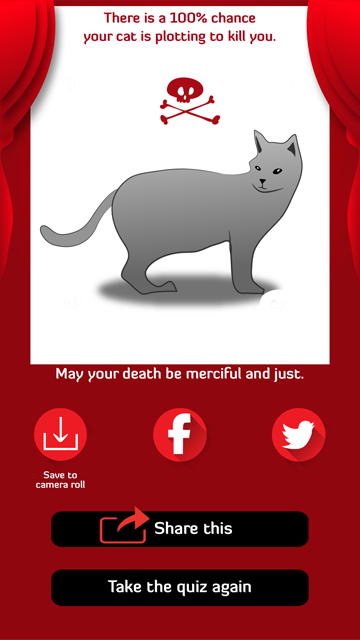 There is a 100% chance
your cat is plotting to kill you.
May your death be merciful and just.
Save to
camera roll
Share this
Take the quiz again